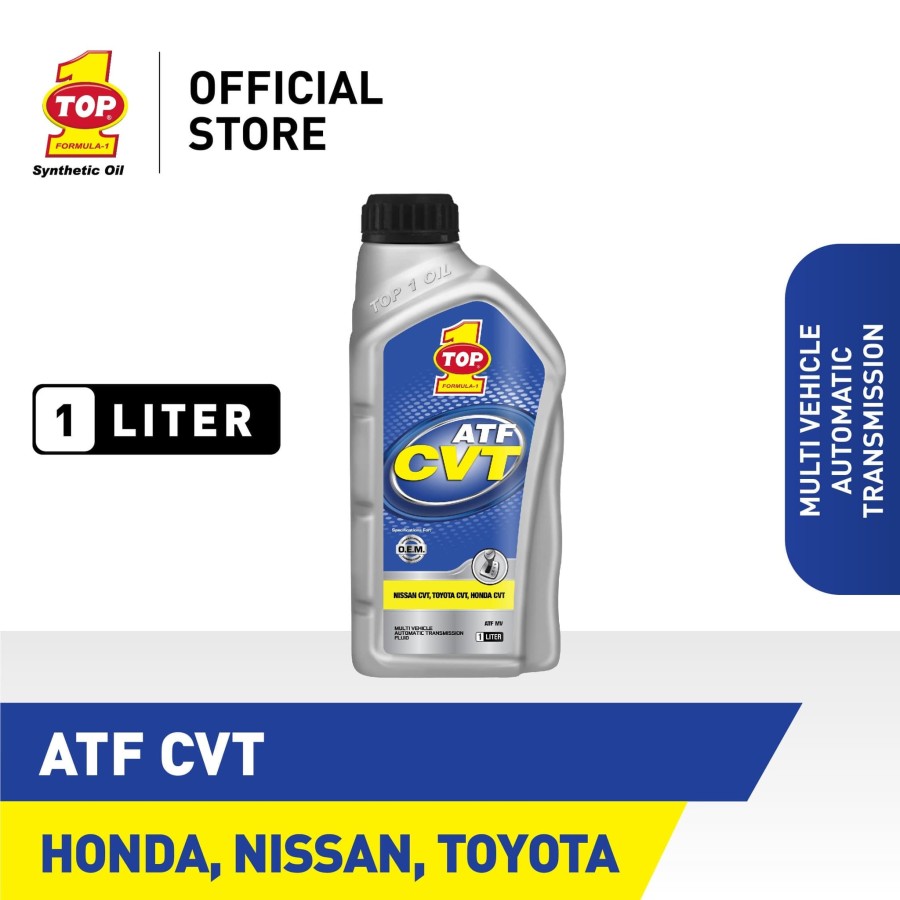 1
TOP
FORMULA-1
Synthetic Oil
OFFICIAL
STORE
1 LITER
TOP 1 OIL
1
TOP
FORMULA-1
ATF
CVT
O.E.M.
NISSAN CVT, TOYOTA CVT, HONDA CVT
MULTI VEHICLE
AUTOMATIC TRANSMISSION
FLUID
ATF MV
1 LITER
MULTI VEHICLE
AUTOMATIC
TRANSMISSION
ATF CVT
HONDA, NISSAN, TOYOTA